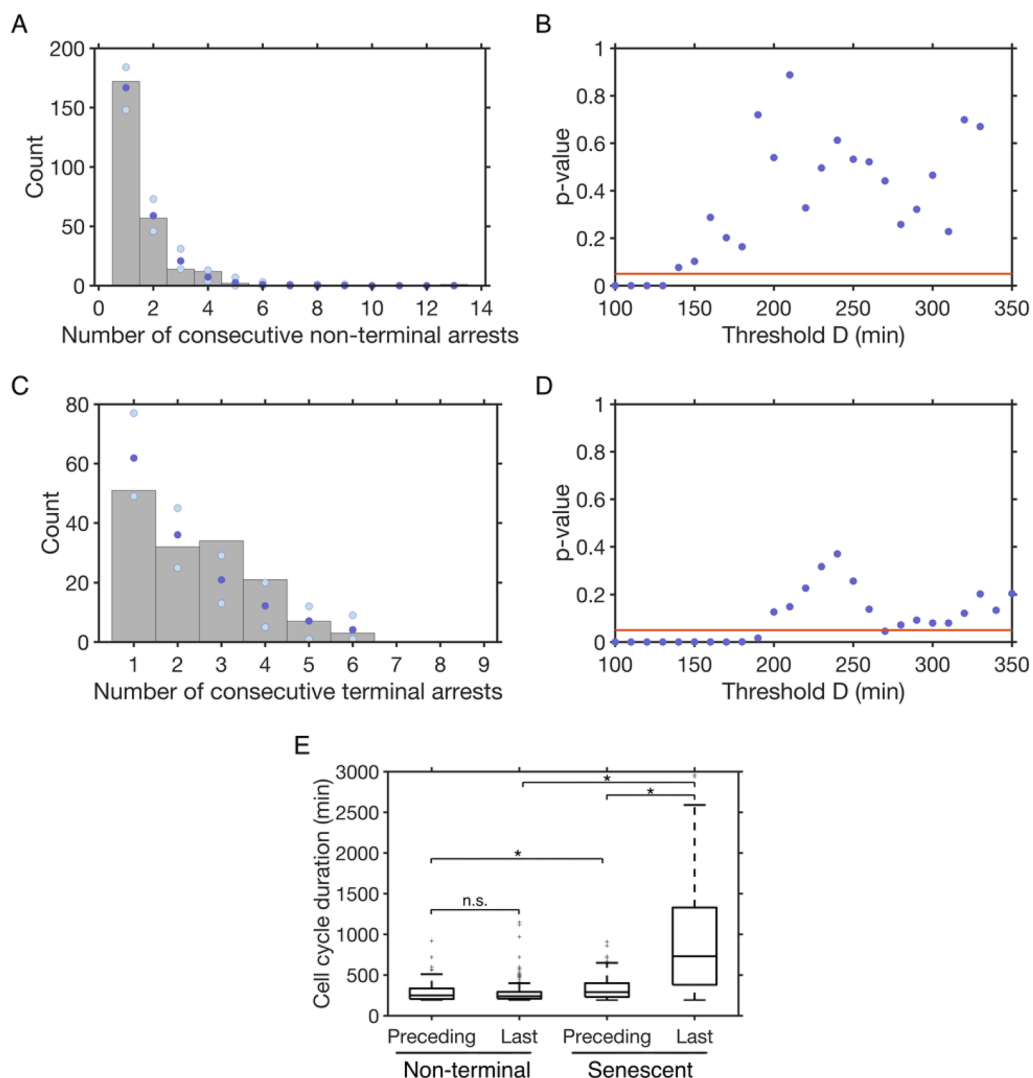 A
200
150
100
50
0
Count
0 2 4 6 8 10 12 14
Number of consecutive non-terminal arrests
B
1
0.8
0.6
0.4
0.2
0
p-value
100 150 200 250 300 350
Threshold D (min)
C
80
60
40
20
0
Count
1 2 3 4 5 6 7 8 9
Number of consecutive terminal arrests
D
1
0.8
0.6
0.4
0.2
0
p-value
100 150 200 250 300 350
Threshold D (min)
E
3000
2500
2000
1500
1000
500
0
Cell cycle duration (min)
*
*
*
n.s.
Preceding Last Preceding Last
Non-terminal Senescent